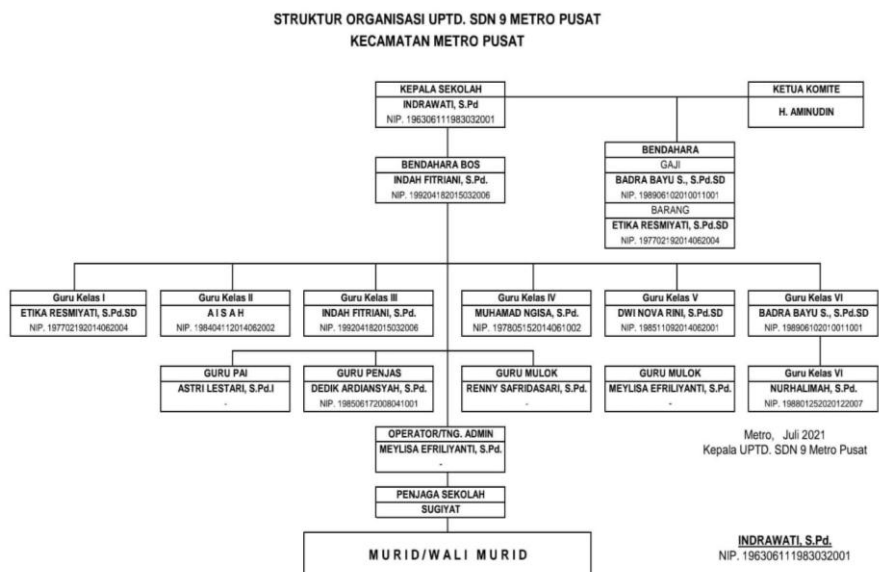 STRUKTUR ORGANISASI UPTD. SDN 9 METRO PUSAT
KECAMATAN METRO PUSAT
KEPALA SEKOLAH
INDRAWATI, S.Pd
NIP. 196306111983032001
KETUA KOMITE
H. AMINUDIN
BENDAHARA BOS
INDAH FITRIANI, S.Pd.
NIP. 199204182015032006
BENDAHARA
GAJI
BADRA BAYU S., S.Pd.SD
NIP. 198906102010011001
BARANG
ETIKA RESMIYATI, S.Pd.SD
NIP. 197702192014062004
Guru Kelas I
ETIKA RESMIYATI, S.Pd.SD
NIP. 197702192014062004
Guru Kelas II
A I S A H
NIP. 198404112014062002
Guru Kelas III
INDAH FITRIANI, S.Pd.
NIP. 199204182015032006
Guru Kelas IV
MUHAMAD NGISA, S.Pd.
NIP. 197805152014061002
Guru Kelas V
DWI NOVA RINI, S.Pd.SD
NIP. 198511092014062001
Guru Kelas VI
BADRA BAYU S., S.Pd.SD
NIP. 198906102010011001
GURU PAI
ASTRI LESTARI, S.Pd.I
-
GURU PENJAS
DEDIK ARDIANSYAH, S.Pd.
NIP. 198506172008041001
GURU MULOK
RENNY SAFRIDASARI, S.Pd.
-
GURU MULOK
MEYLISA EFRILIYANTI, S.Pd.
-
Guru Kelas VI
NURHALIMAH, S.Pd.
NIP. 198801252020122007
OPERATOR/TNG. ADMIN
MEYLISA EFRILIYANTI, S.Pd.
-
PENJAGA SEKOLAH
SUGIYAT
MURID/WALI MURID
Metro, Juli 2021
Kepala UPTD. SDN 9 Metro Pusat
INDRAWATI, S.Pd.
NIP. 196306111983032001